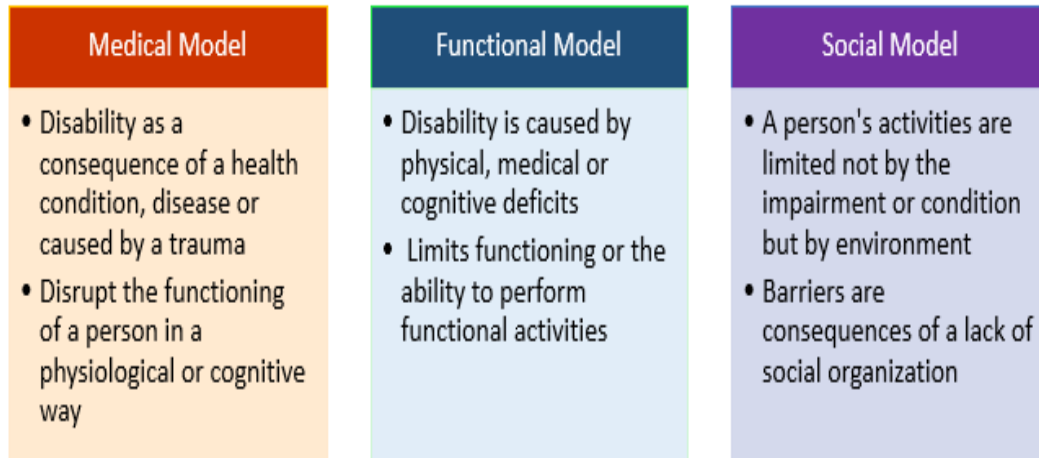 Medical Model
• Disability as a
consequence of a health
condition, disease or
caused by a trauma
• Disrupt the functioning
of a person in a
physiological or cognitive
way
Functional Model
• Disability is caused by
physical, medical or
cognitive deficits
• Limits functioning or the
ability to perform
functional activities
Social Model
• A person's activities are
limited not by the
impairment or condition
but by environment
• Barriers are
consequences of a lack of
social organization